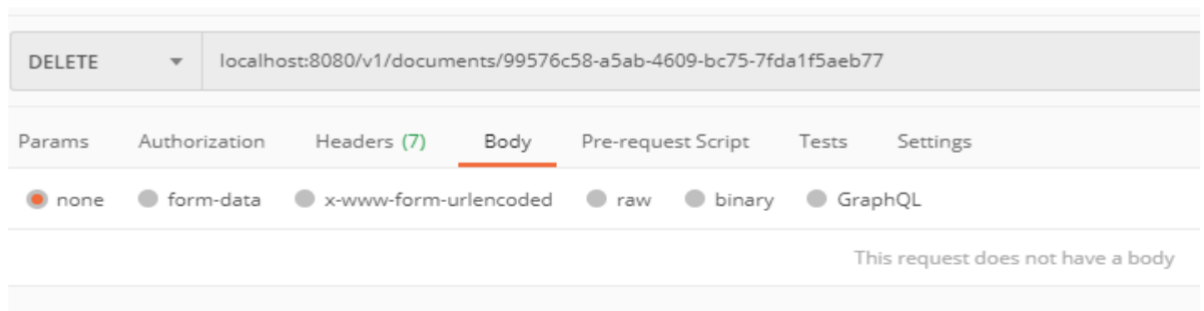 DELETE localhost:8080/v1/documents/99576c58-a5ab-4609-bc75-7fda1f5aeb77
Params Authorization Headers (7) Body Pre-request Script Tests Settings
none form-data x-www-form-urlencoded raw binary GraphQL
This request does not have a body